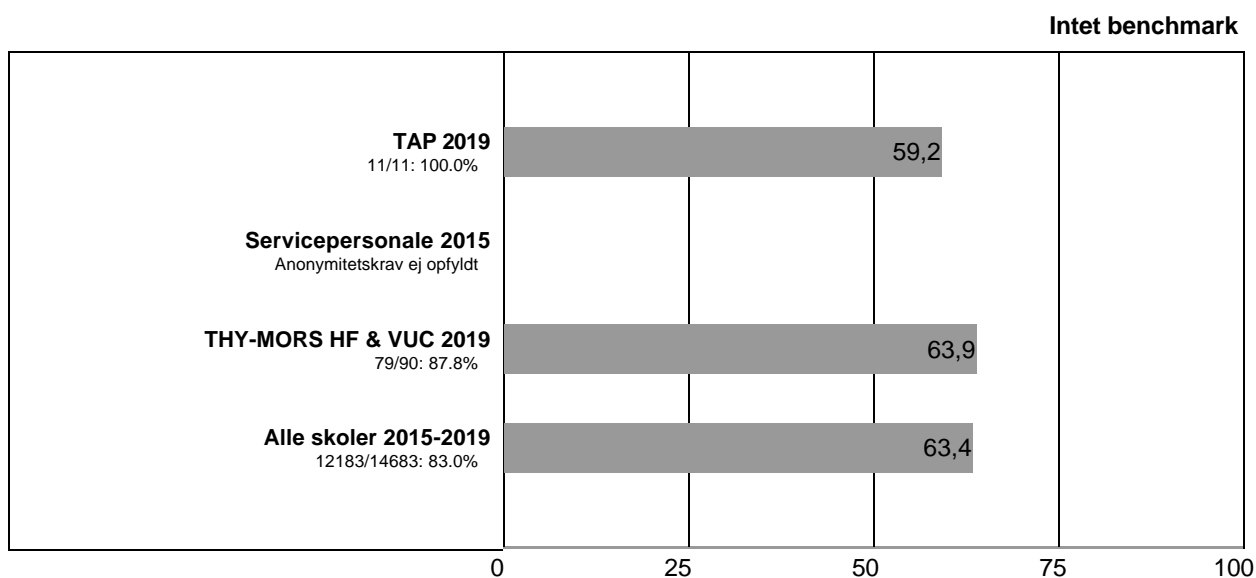 Intet benchmark
TAP 2019
11/11: 100.0%
59,2
Servicepersonale 2015
Anonymitetskrav ej opfyldt
THY-MORS HF & VUC 2019
79/90: 87.8%
63,9
Alle skoler 2015-2019
12183/14683: 83.0%
63,4
0 25 50 75 100